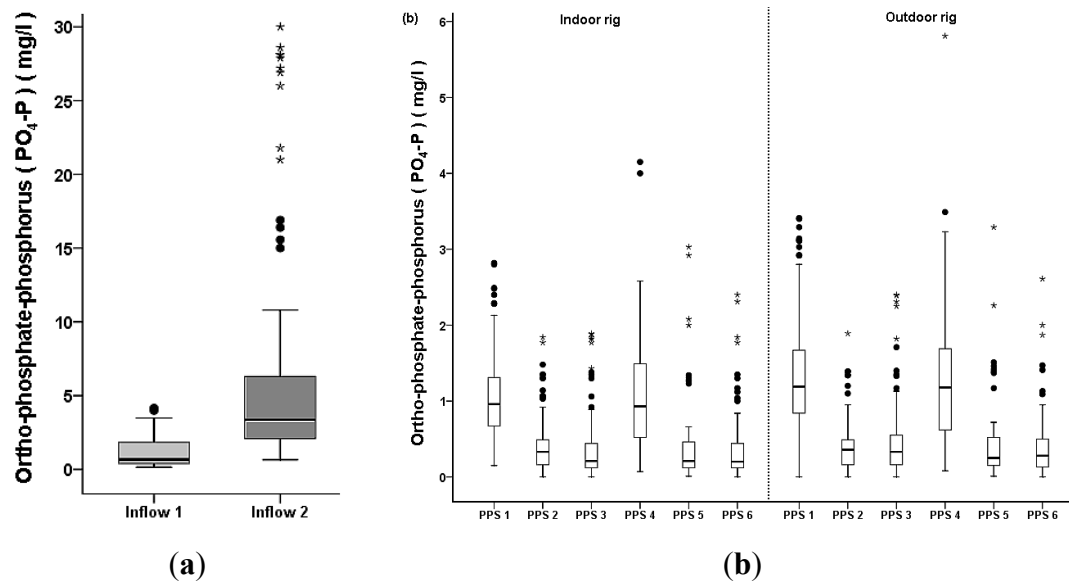 Ortho-phosphate-phosphorus ( PO4-P ) ( mg/l )
30
25
20
15
10
5
0
Inflow 1 Inflow 2
(a)
(b)
Indoor rig Outdoor rig
Ortho-phosphate-phosphorus ( PO4-P ) ( mg/l )
6
5
4
3
2
1
0
PPS 1 PPS 2 PPS 3 PPS 4 PPS 5 PPS 6 PPS 1 PPS 2 PPS 3 PPS 4 PPS 5 PPS 6
(b)